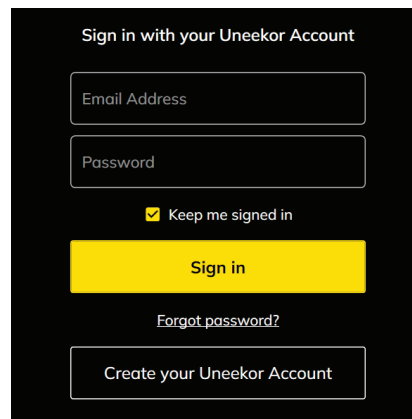 Sign in with your Uneekor Account
Email Address
Password
Keep me signed in
Sign in
Forgot password?
Create your Uneekor Account